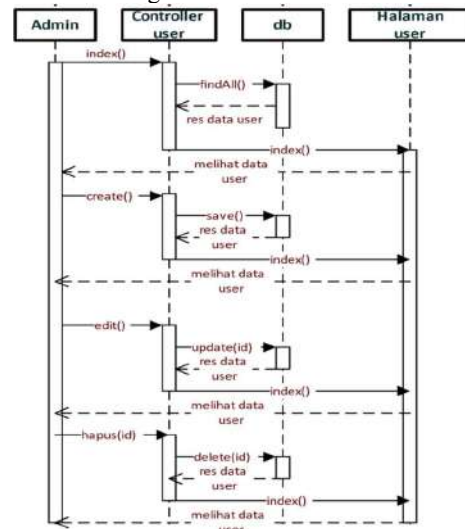 Admin
Controller
user
db
Halaman
user
index()
findAll()
res data user
index()
melihat data
user
create()
save()
res data
user
index()
melihat data
user
edit()
update(id)
res data
user
index()
melihat data
user
hapus(id)
delete(id)
res data
user
index()
melihat data
user